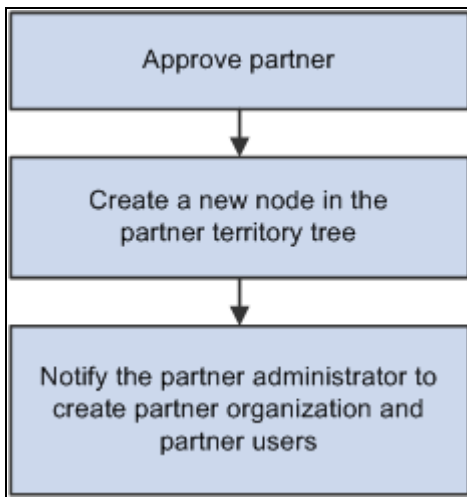 Approve partner
Create a new node in the
partner territory tree
Notify the partner administrator to
create partner organization and
partner users